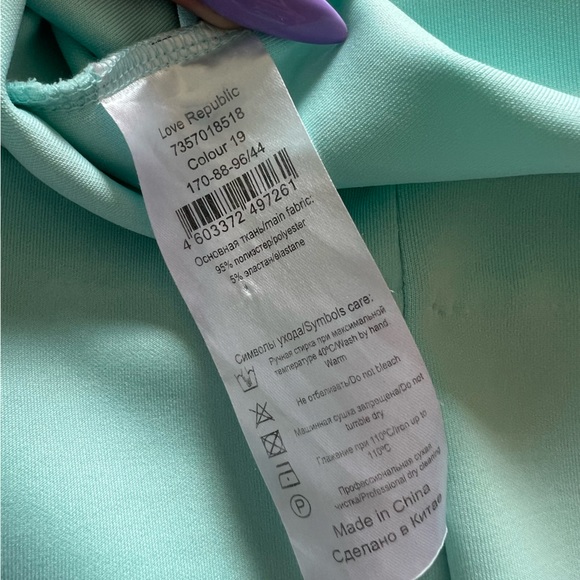 Love Republic
7357018518
Colour 19
170-88-96/44
4 603372 497261
Основная ткань/main fabric:
95% полиэстер/polyester
5% эластан/elastane
Символы ухода/Symbols care:
Ручная стирка при максимальной
температуре 40ºC/Wash by hand.
Warm
Не отбеливать/Do not bleach
Машинная сушка запрещена/Do not
tumble dry
Глажение при 110ºC/Iron up to
110ºC
Профессиональная сухая
чистка/Professional dry cleaning
P
Made in China
Сделано в Китае